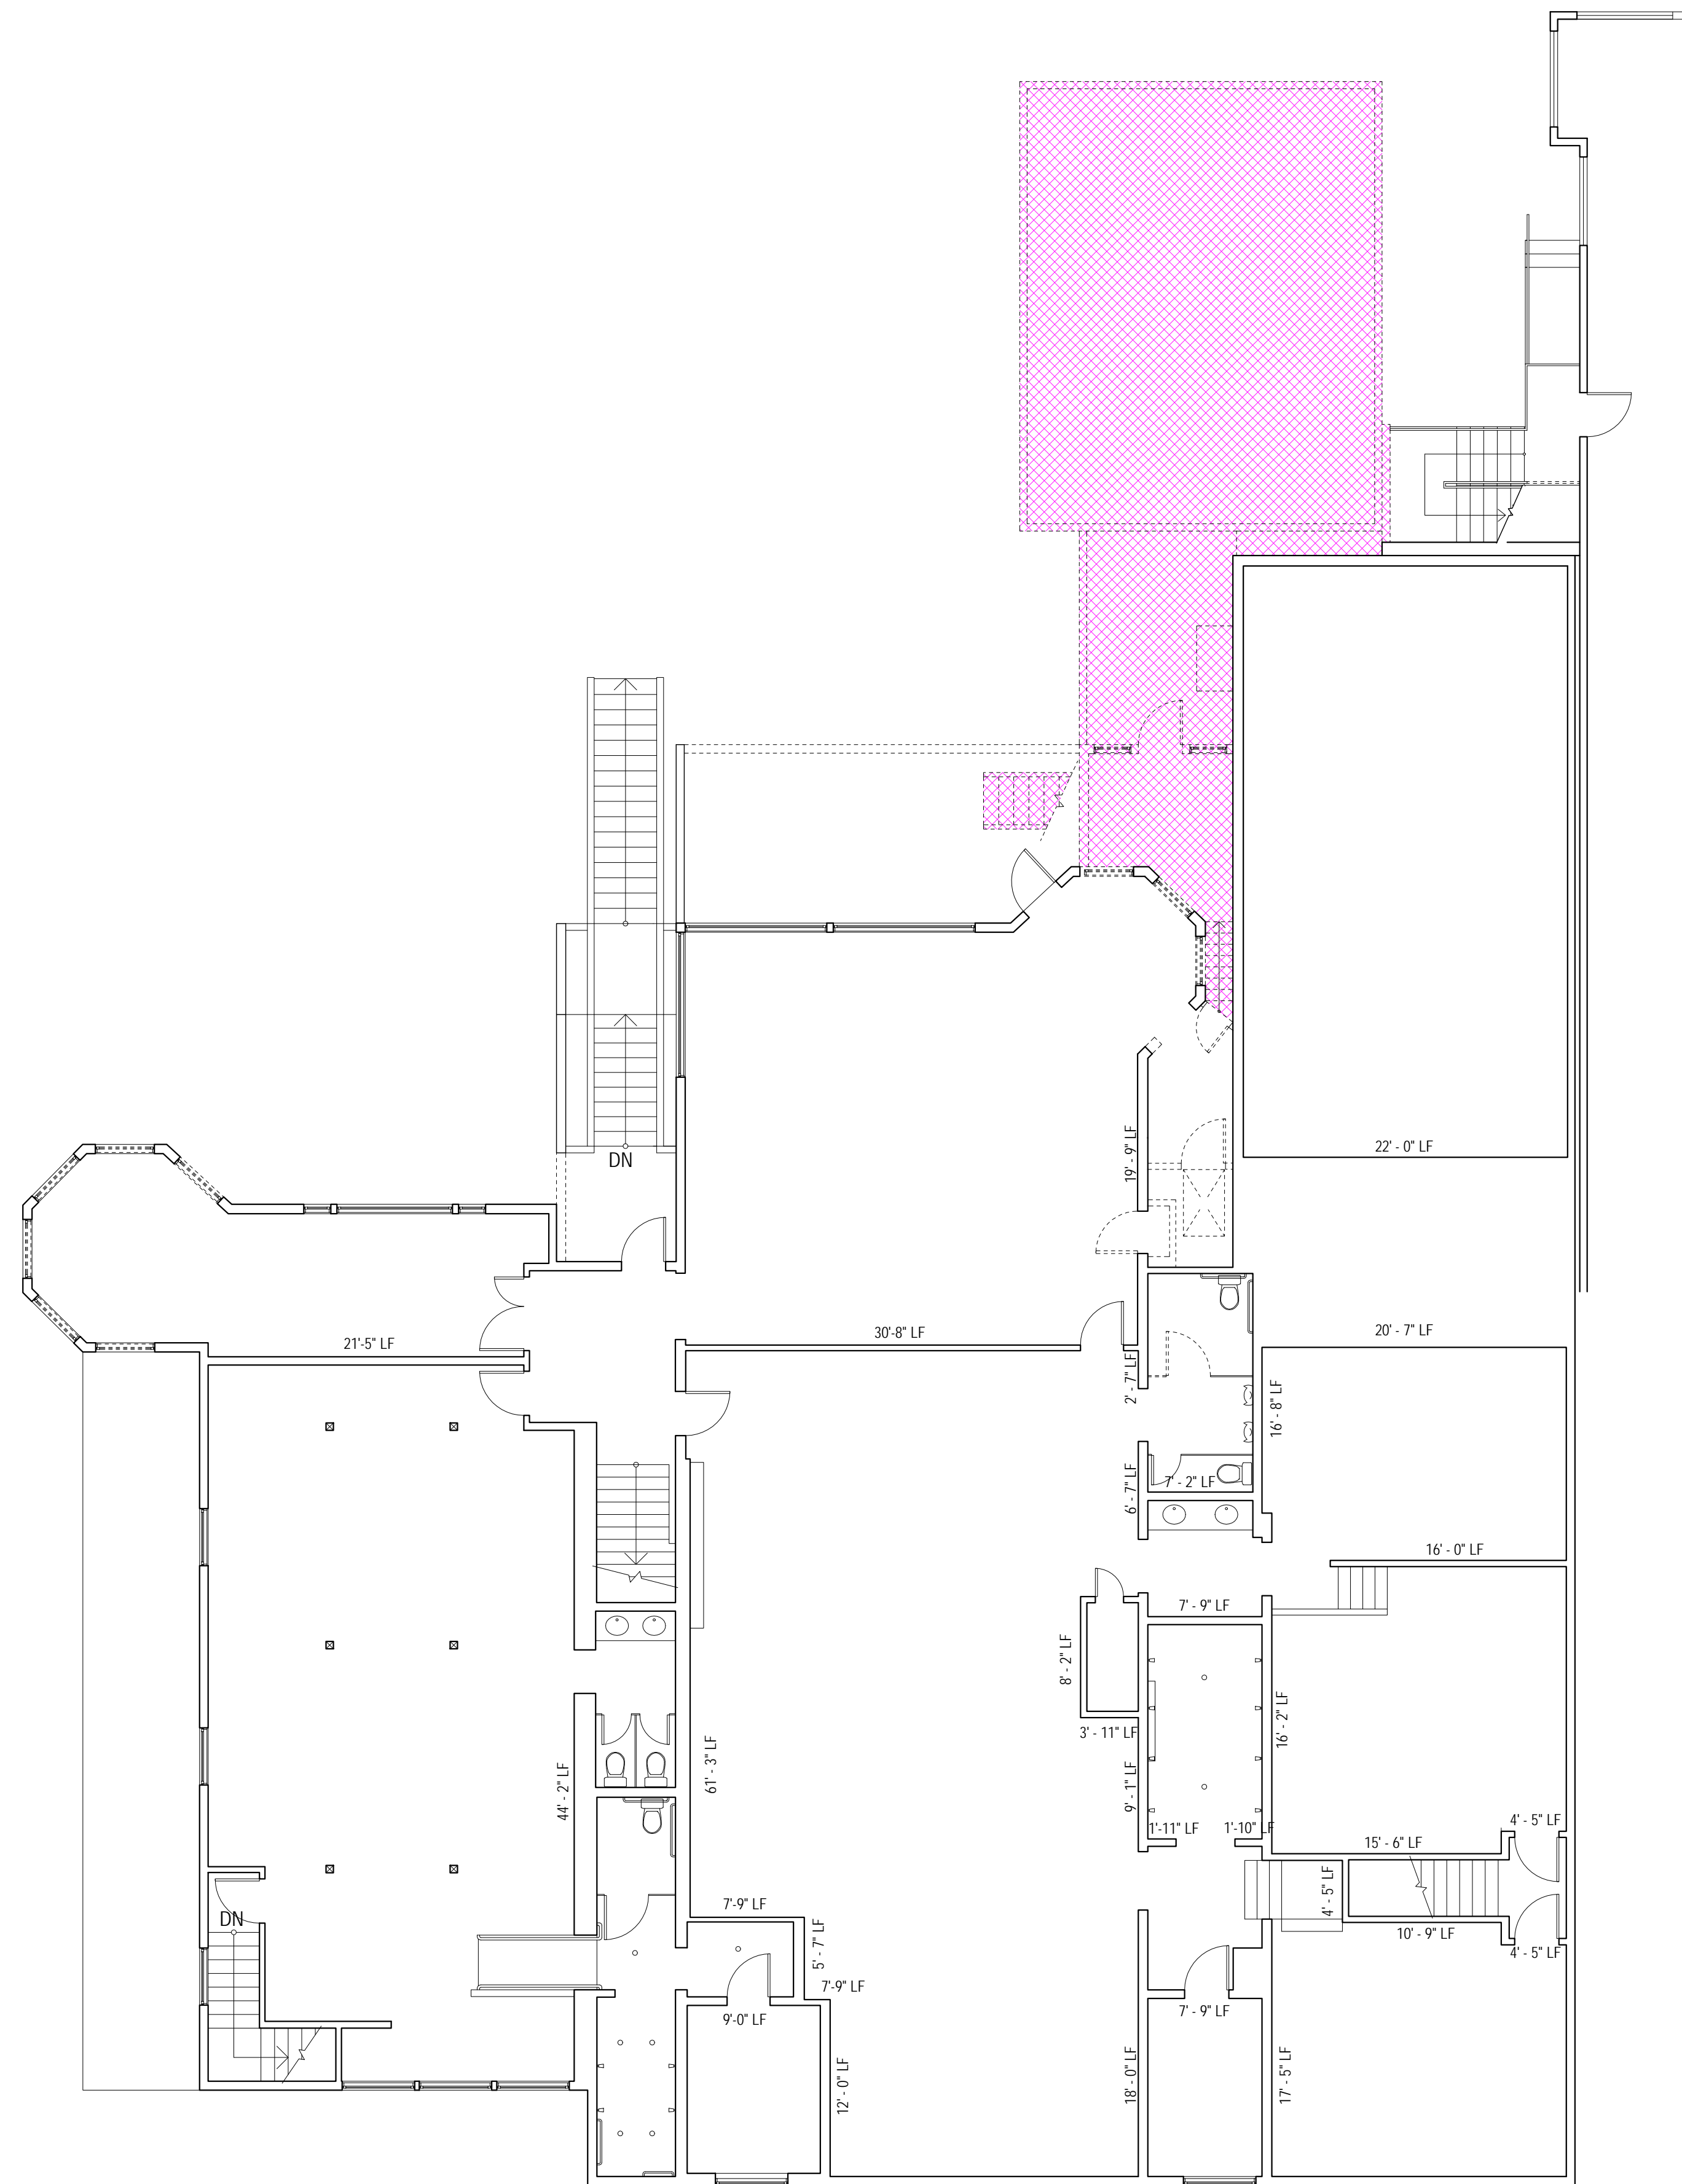 DN
22' - 0" LF
19' - 9" LF
20' - 7" LF
30'-8" LF
21'-5" LF
2' - 7" LF
16' - 8" LF
7' - 2" LF
6' - 7" LF
16' - 0" LF
7' - 9" LF
8' - 2" LF
16' - 2" LF
3' - 11" LF
61' - 3" LF
44' - 2" LF
9' - 1" LF
1'-11" LF
1'-10" LF
4' - 5" LF
15' - 6" LF
4' - 5" LF
7'-9" LF
DN
10' - 9" LF
5' - 7" LF
4' - 5" LF
7'-9" LF
9'-0" LF
7' - 9" LF
12' - 0" LF
18' - 0" LF
17' - 5" LF